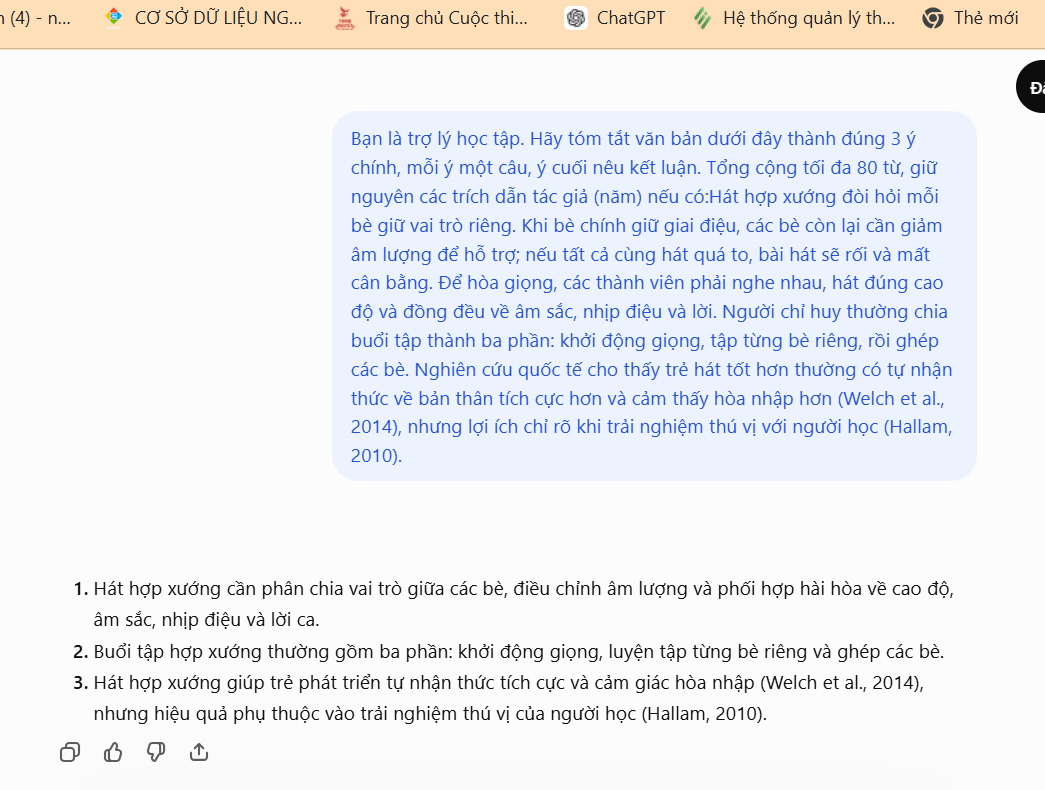 n (4) - n... CƠ SỞ DỮ LIỆU NG... Trang chủ Cuộc thi... ChatGPT Hệ thống quản lý th... Thẻ mới
Bạn là trợ lý học tập. Hãy tóm tắt văn bản dưới đây thành đúng 3 ý
chính, mỗi ý một câu, ý cuối nêu kết luận. Tổng cộng tối đa 80 từ, giữ
nguyên các trích dẫn tác giả (năm) nếu có:Hát hợp xướng đòi hỏi mỗi
bè giữ vai trò riêng. Khi bè chính giữ giai điệu, các bè còn lại cần giảm
âm lượng để hỗ trợ; nếu tất cả cùng hát quá to, bài hát sẽ rối và mất
cân bằng. Để hòa giọng, các thành viên phải nghe nhau, hát đúng cao
độ và đồng đều về âm sắc, nhịp điệu và lời. Người chỉ huy thường chia
buổi tập thành ba phần: khởi động giọng, tập từng bè riêng, rồi ghép
các bè. Nghiên cứu quốc tế cho thấy trẻ hát tốt hơn thường có tự nhận
thức về bản thân tích cực hơn và cảm thấy hòa nhập hơn (Welch et al.,
2014), nhưng lợi ích chỉ rõ khi trải nghiệm thú vị với người học (Hallam,
2010).
1. Hát hợp xướng cần phân chia vai trò giữa các bè, điều chỉnh âm lượng và phối hợp hài hòa về cao độ,
âm sắc, nhịp điệu và lời ca.
2. Buổi tập hợp xướng thường gồm ba phần: khởi động giọng, luyện tập từng bè riêng và ghép các bè.
3. Hát hợp xướng giúp trẻ phát triển tự nhận thức tích cực và cảm giác hòa nhập (Welch et al., 2014),
nhưng hiệu quả phụ thuộc vào trải nghiệm thú vị của người học (Hallam, 2010).